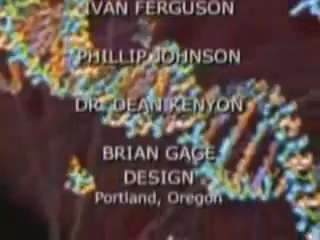 IVAN FERGUSON
PHILLIP JOHNSON
DR. DEAN KENYON
BRIAN GAGE
DESIGN
Portland, Oregon